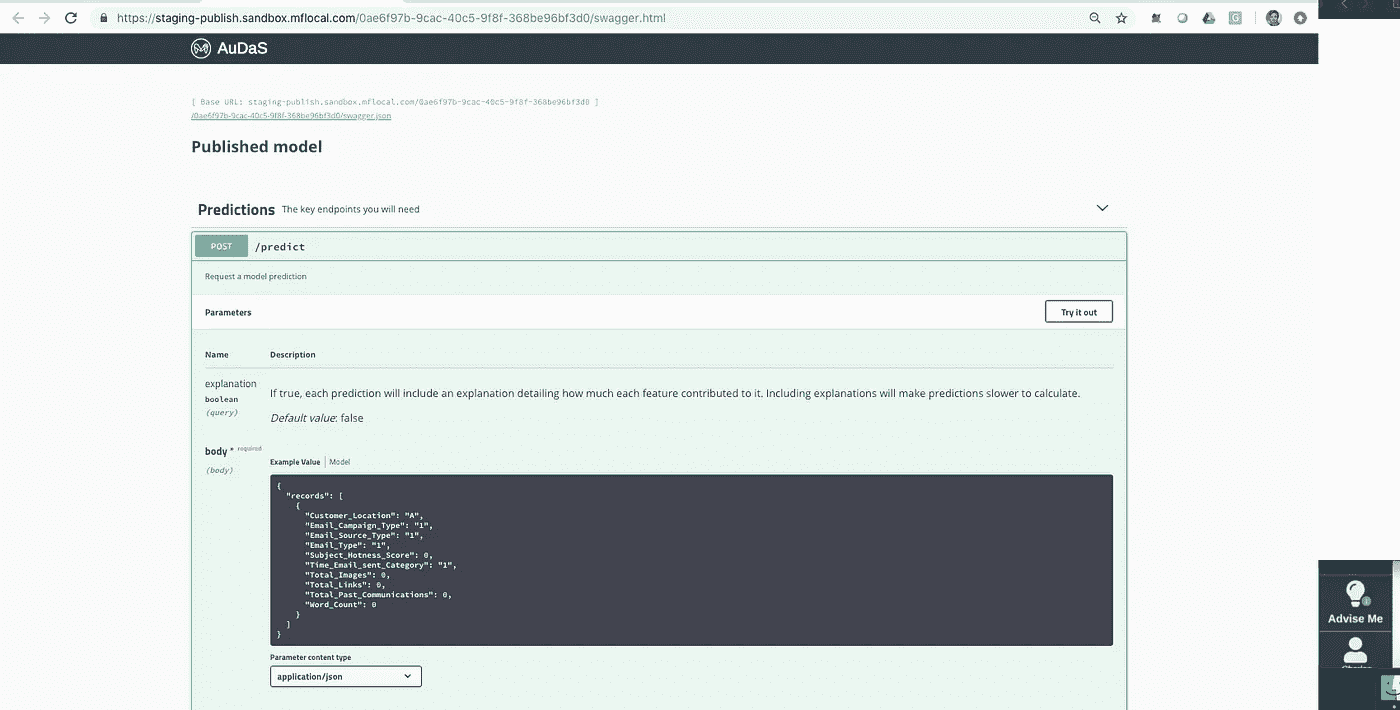 https://staging-publish.sandbox.mflocal.com/0ae6f97b-9cac-40c5-9f8f-368be96bf3d0/swagger.html
AuDaS
[ Base URL: staging-publish.sandbox.mflocal.com/0ae6f97b-9cac-40c5-9f8f-368be96bf3d0 ]
/0ae6f97b-9cac-40c5-9f8f-368be96bf3d0/swagger.json
Published model
Predictions The key endpoints you will need
POST /predict
Request a model prediction
Parameters
Try it out
Name Description
explanation
boolean
(query)
If true, each prediction will include an explanation detailing how much each feature contributed to it. Including explanations will make predictions slower to calculate.
Default value: false
body * required
(body)
Example Value | Model
{
"records": [
{
"Customer_Location": "A",
"Email_Campaign_Type": "1",
"Email_Source_Type": "1",
"Email_Type": "1",
"Subject_Hotness_Score": 0,
"Time_Email_sent_Category": "1",
"Total_Images": 0,
"Total_Links": 0,
"Total_Past_Communications": 0,
"Word_Count": 0
}
]
}
Parameter content type
application/json
Advise Me